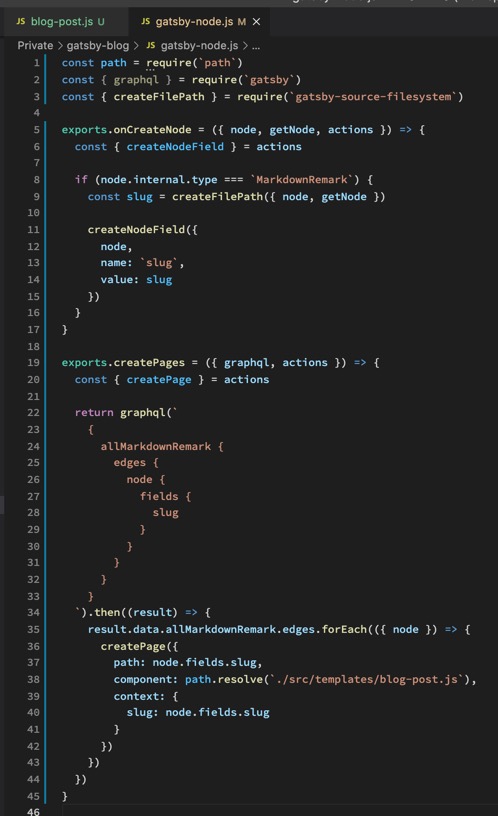 JS blog-post.js U JS gatsby-node.js M ×
Private > gatsby-blog > JS gatsby-node.js > ...
1 const path = require(`path`)
2 const { graphql } = require(`gatsby`)
3 const { createFilePath } = require(`gatsby-source-filesystem`)
4
5 exports.onCreateNode = ({ node, getNode, actions }) => {
6   const { createNodeField } = actions
7
8   if (node.internal.type === `MarkdownRemark`) {
9     const slug = createFilePath({ node, getNode })
10
11     createNodeField({
12       node,
13       name: `slug`,
14       value: slug
15     })
16   }
17 }
18
19 exports.createPages = ({ graphql, actions }) => {
20   const { createPage } = actions
21
22   return graphql(`
23     {
24       allMarkdownRemark {
25         edges {
26           node {
27             fields {
28               slug
29             }
30           }
31         }
32       }
33     }
34   `).then((result) => {
35     result.data.allMarkdownRemark.edges.forEach(({ node }) => {
36       createPage({
37         path: node.fields.slug,
38         component: path.resolve(`./src/templates/blog-post.js`),
39         context: {
40           slug: node.fields.slug
41         }
42       })
43     })
44   })
45 }
46